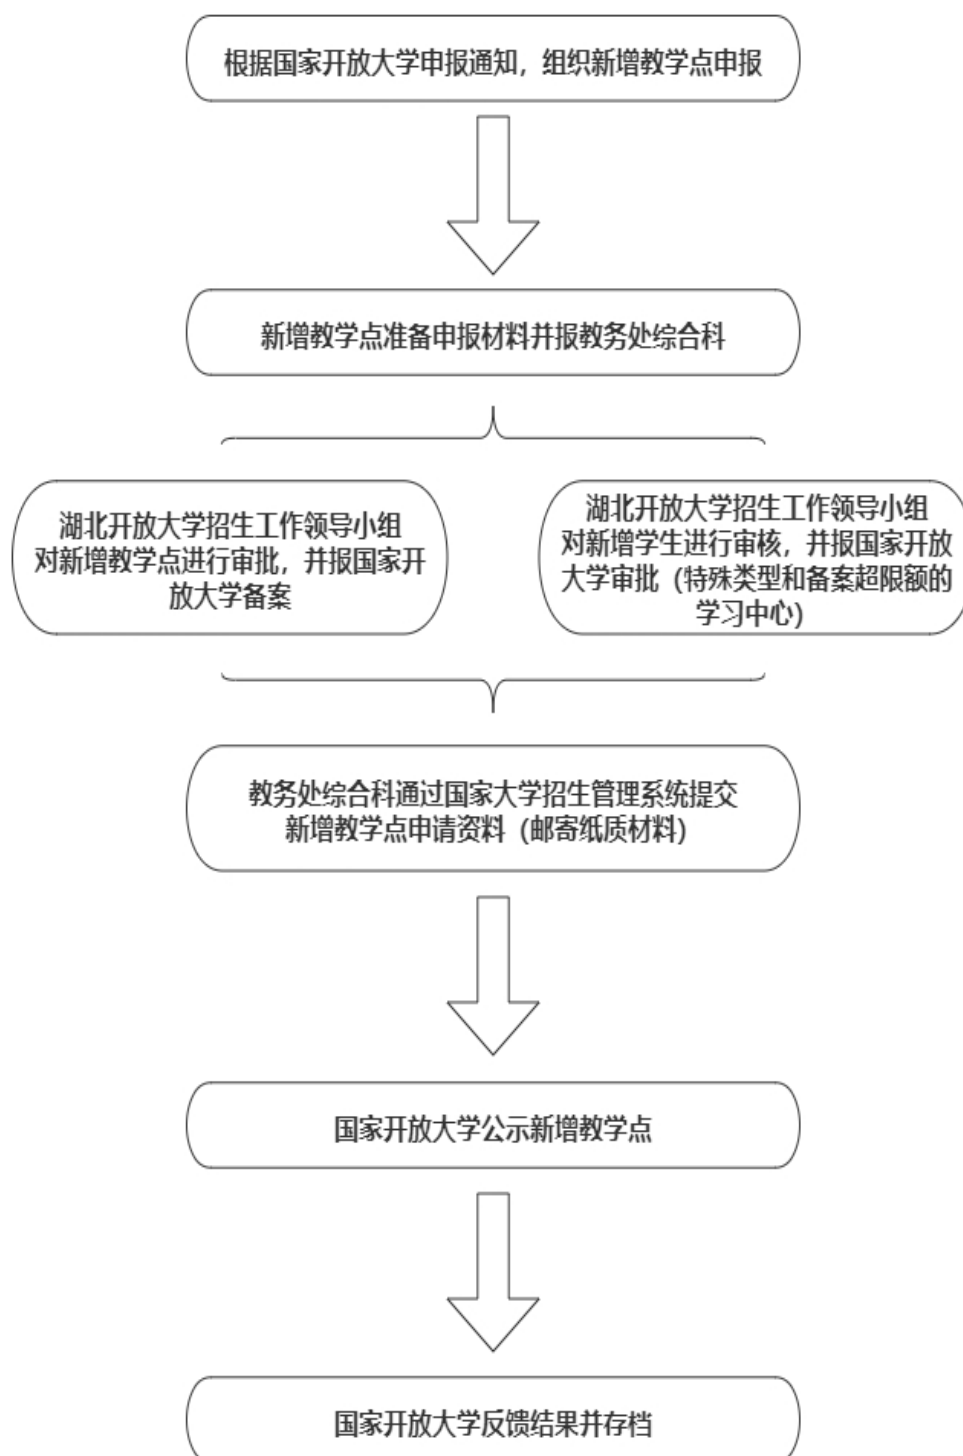 根据国家开放大学申报通知，组织新增教学点申报
新增教学点准备申报材料并报教务处综合科
湖北开放大学招生工作领导小组
对新增教学点进行审批，并报国家开
放大学备案
湖北开放大学招生工作领导小组
对新增学生进行审核，并报国家开放
大学审批（特殊类型和备案超限额的
学习中心）
教务处综合科通过国家大学招生管理系统提交
新增教学点申请资料（邮寄纸质材料）
国家开放大学公示新增教学点
国家开放大学反馈结果并存档